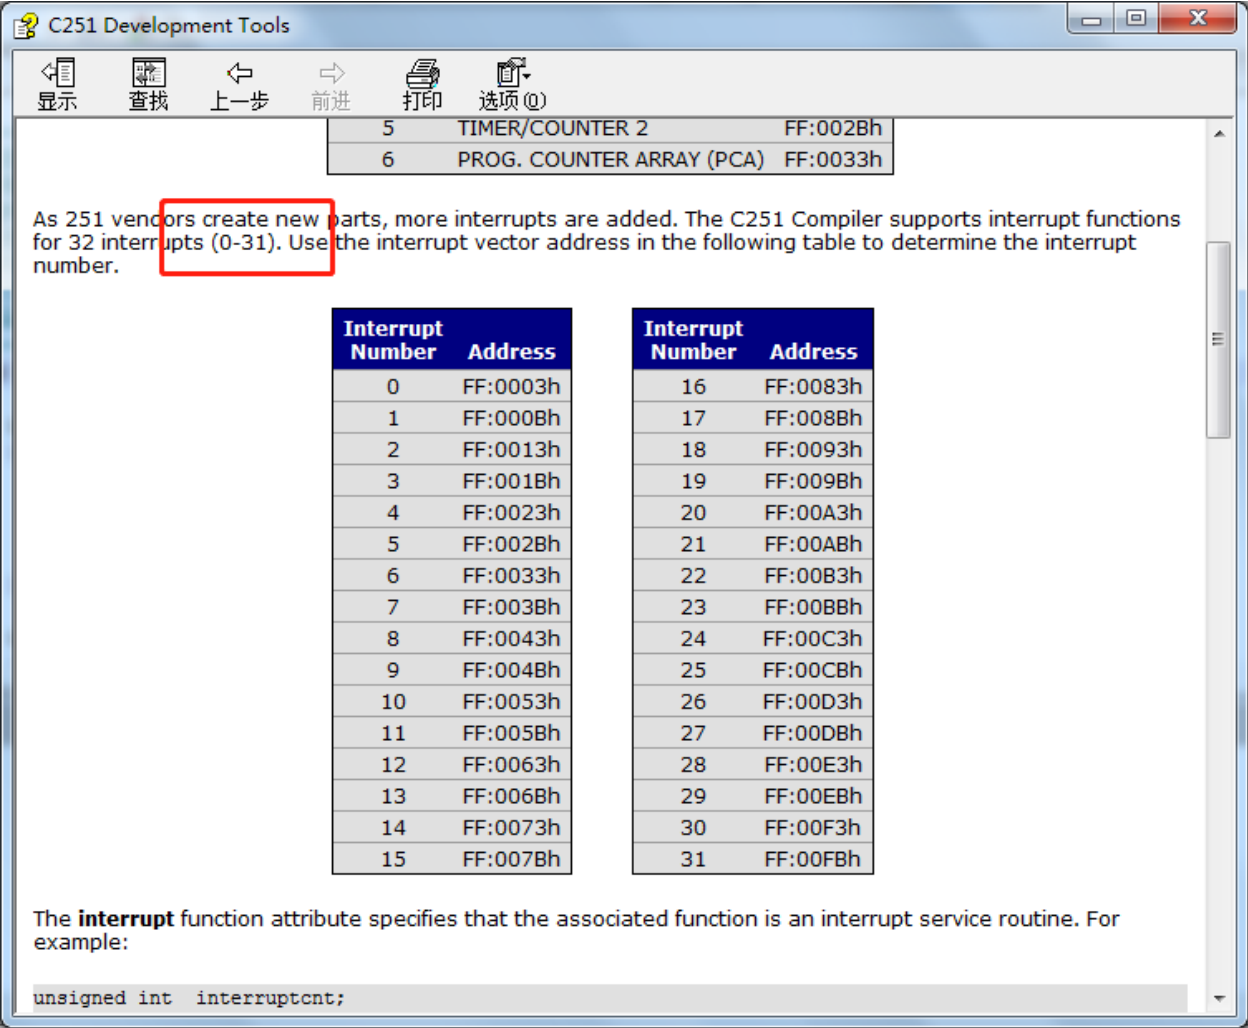 C251 Development Tools
显示 查找 上一步 前进 打印 选项(O)
5 TIMER/COUNTER 2 FF:002Bh
6 PROG. COUNTER ARRAY (PCA) FF:0033h
As 251 vendors create new parts, more interrupts are added. The C251 Compiler supports interrupt functions
for 32 interrupts (0-31). Use the interrupt vector address in the following table to determine the interrupt
number.
Interrupt Number Address
0 FF:0003h
1 FF:000Bh
2 FF:0013h
3 FF:001Bh
4 FF:0023h
5 FF:002Bh
6 FF:0033h
7 FF:003Bh
8 FF:0043h
9 FF:004Bh
10 FF:0053h
11 FF:005Bh
12 FF:0063h
13 FF:006Bh
14 FF:0073h
15 FF:007Bh
Interrupt Number Address
16 FF:0083h
17 FF:008Bh
18 FF:0093h
19 FF:009Bh
20 FF:00A3h
21 FF:00ABh
22 FF:00B3h
23 FF:00BBh
24 FF:00C3h
25 FF:00CBh
26 FF:00D3h
27 FF:00DBh
28 FF:00E3h
29 FF:00EBh
30 FF:00F3h
31 FF:00FBh
The interrupt function attribute specifies that the associated function is an interrupt service routine. For
example:
unsigned int  interruptcnt;